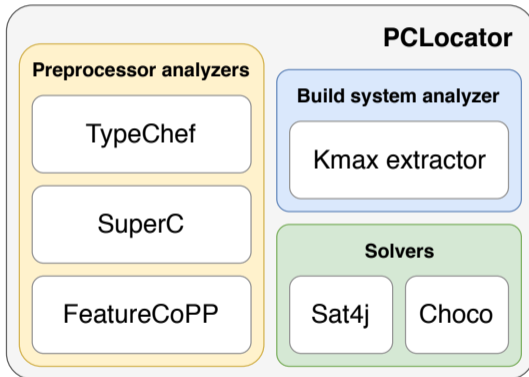 PCLocator
Preprocessor analyzers
TypeChef
SuperC
FeatureCoPP
Build system analyzer
Kmax extractor
Solvers
Sat4j
Choco